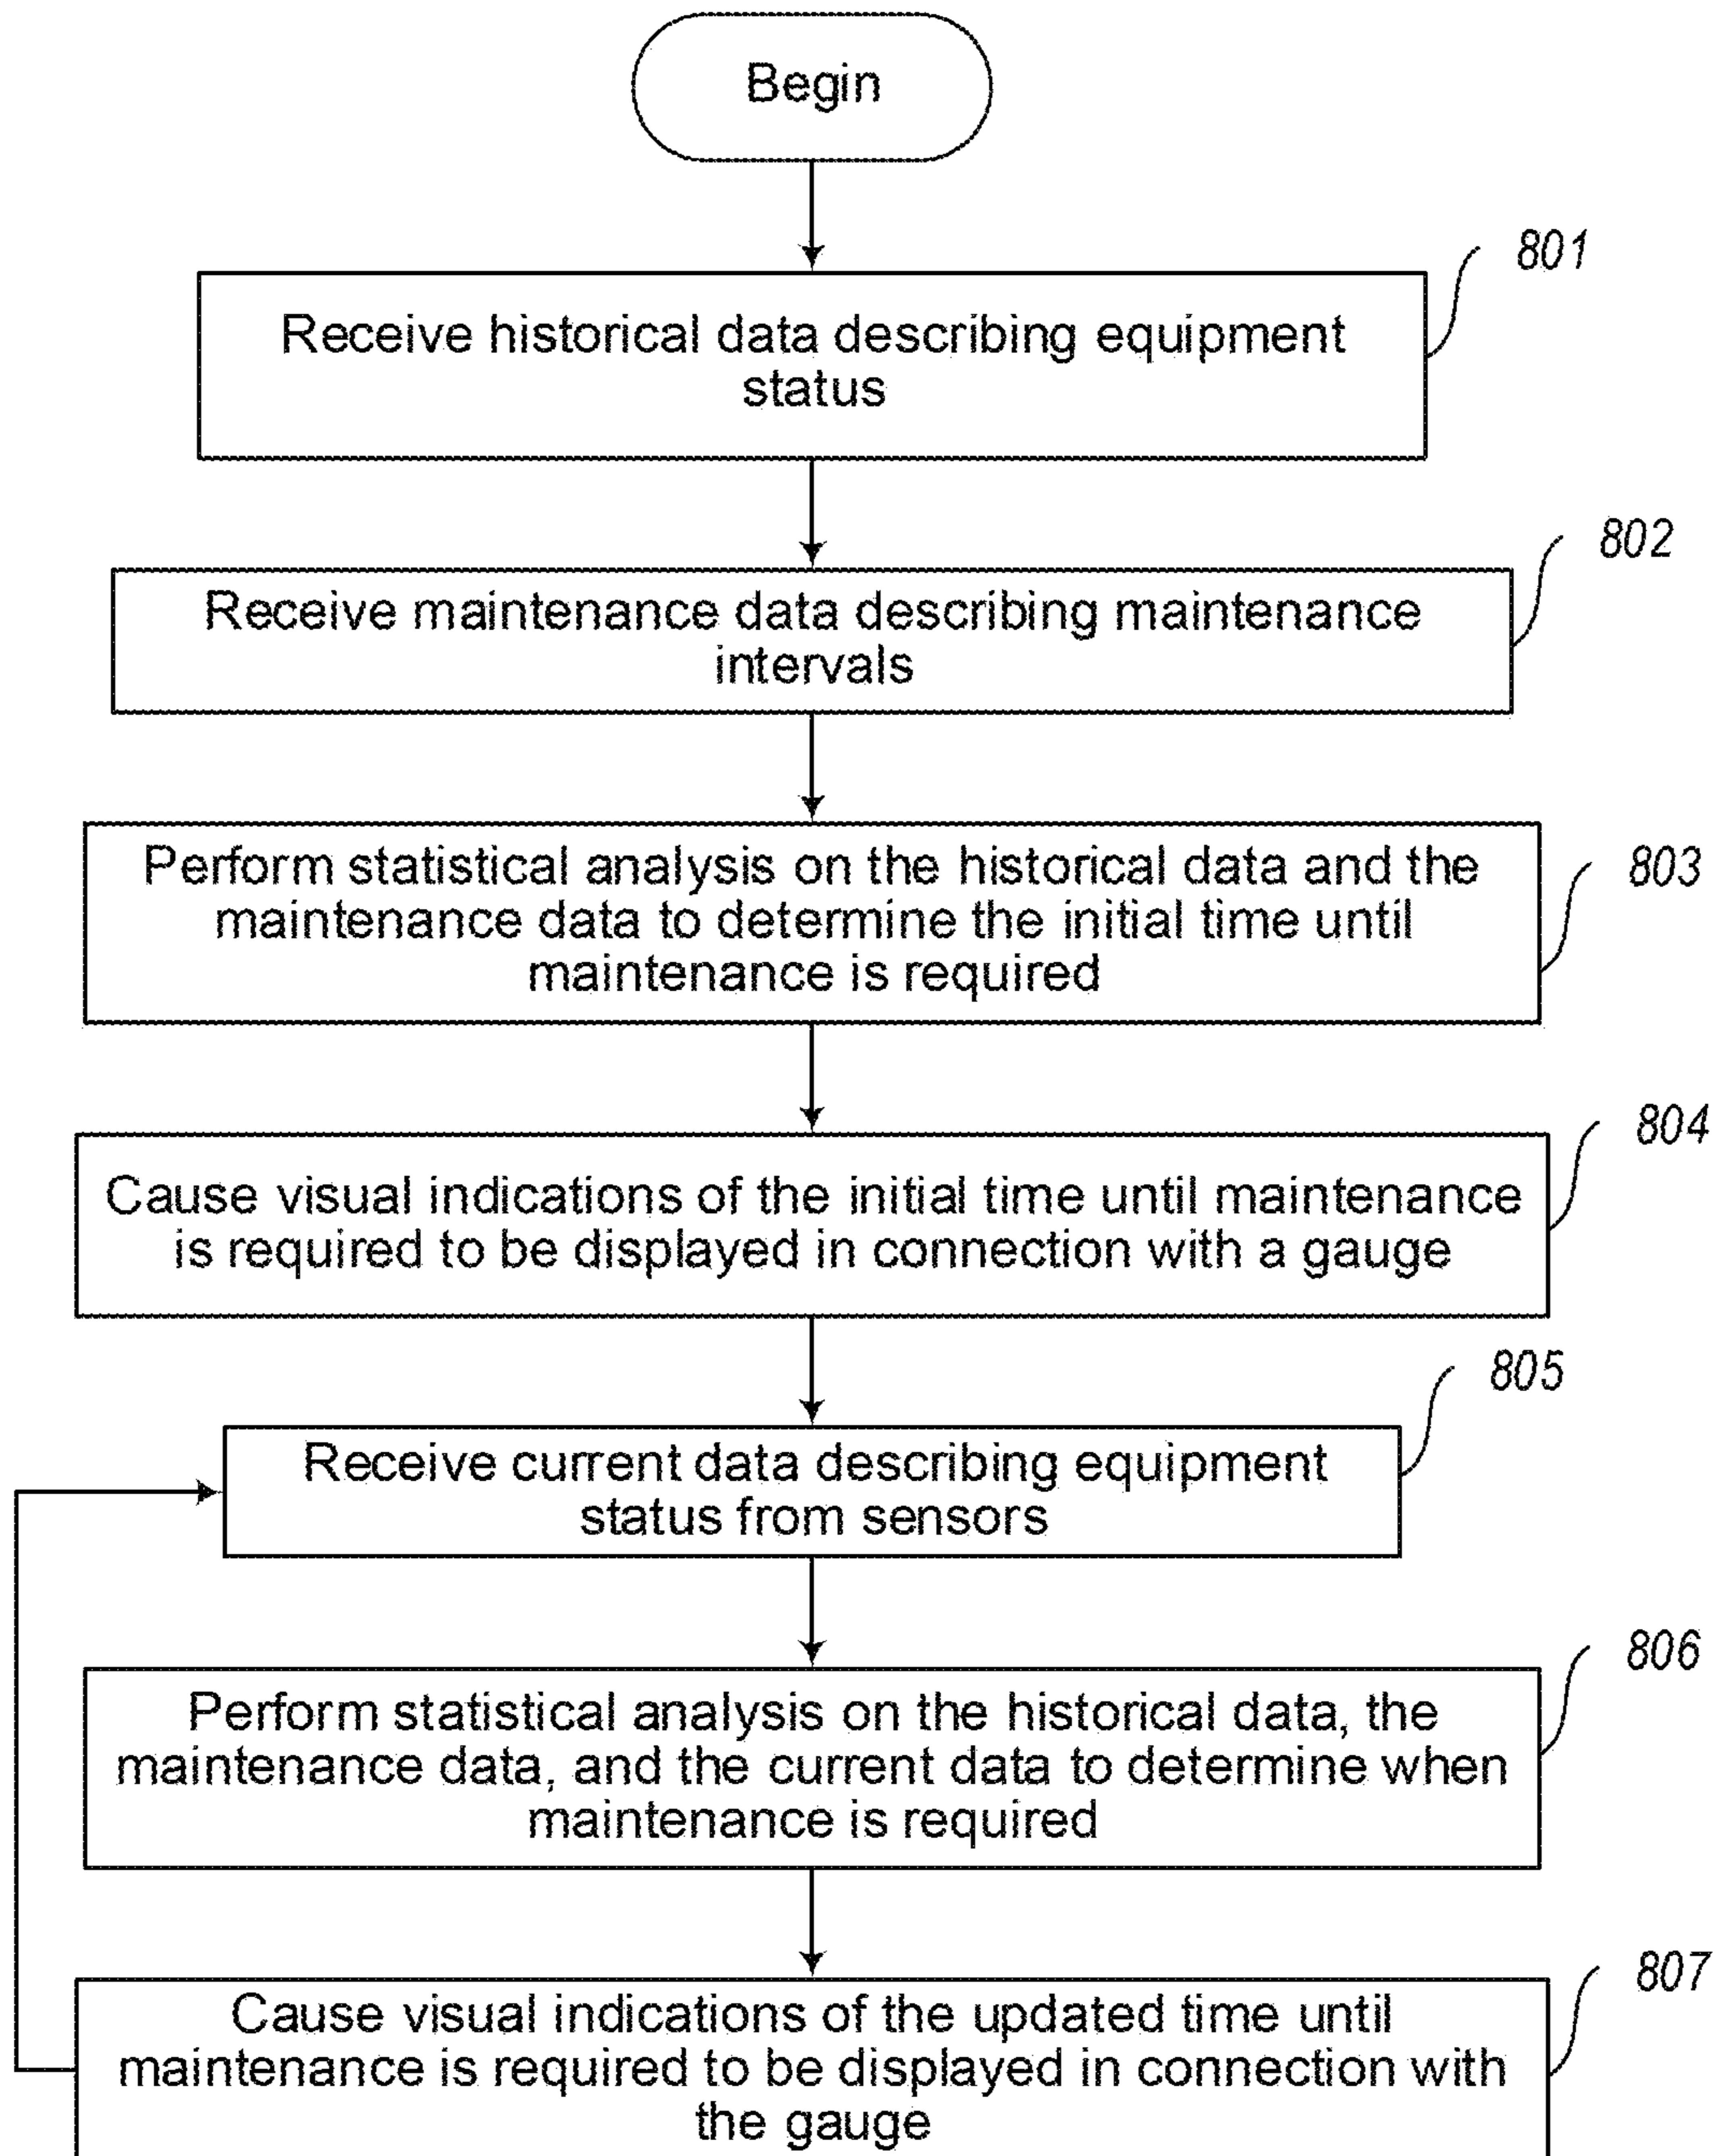 Begin
801
Receive historical data describing equipment
status
802
Receive maintenance data describing maintenance
intervals
803
Perform statistical analysis on the historical data and the
maintenance data to determine the initial time until
maintenance is required
804
Cause visual indications of the initial time until maintenance
is required to be displayed in connection with a gauge
805
Receive current data describing equipment
status from sensors
806
Perform statistical analysis on the historical data, the
maintenance data, and the current data to determine when
maintenance is required
807
Cause visual indications of the updated time until
maintenance is required to be displayed in connection with
the gauge